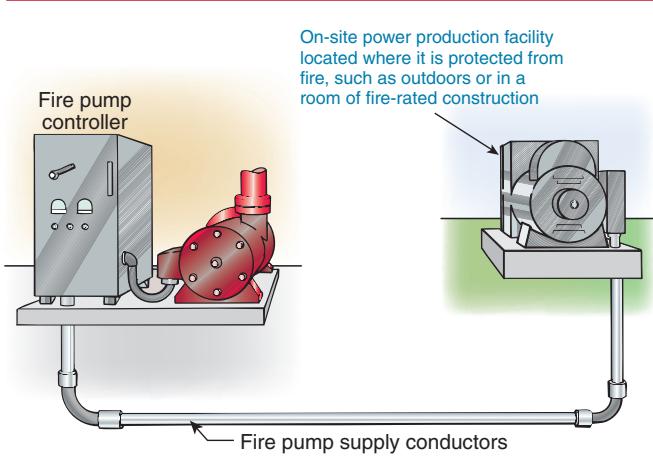 On-site power production facility
located where it is protected from
fire, such as outdoors or in a
room of fire-rated construction
Fire pump
controller
Fire pump supply conductors